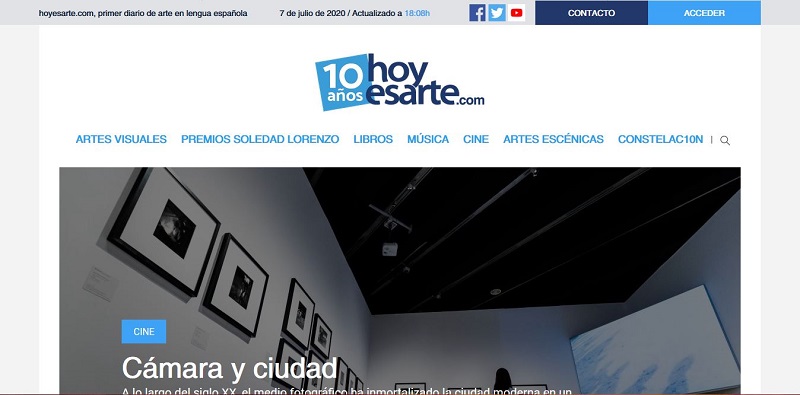 hoyesarte.com, primer diario de arte en lengua española
7 de julio de 2020 / Actualizado a 18:08h
CONTACTO
ACCEDER
10 años hoy esarte.com
ARTES VISUALES PREMIOS SOLEDAD LORENZO LIBROS MÚSICA CINE ARTES ESCÉNICAS CONSTELAC10N
CINE
Cámara y ciudad
A lo largo del siglo XX, el medio fotográfico ha inmortalizado la ciudad moderna en un